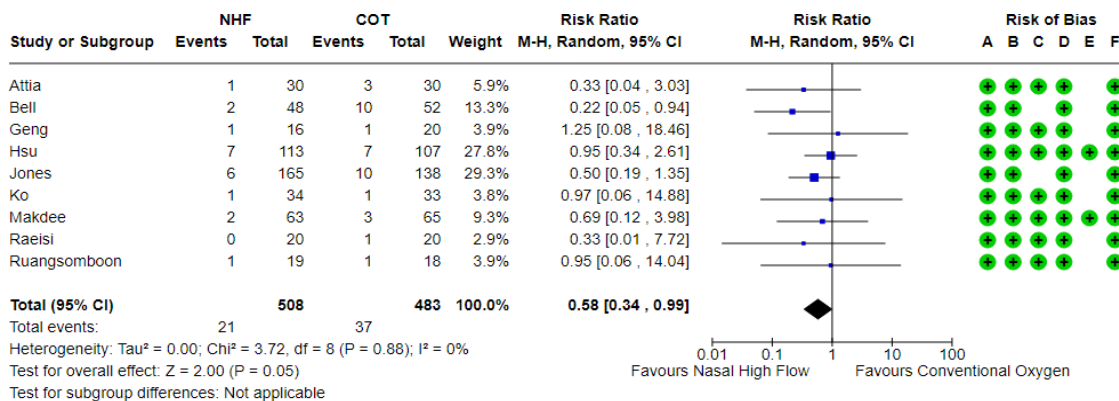 NHF COT Risk Ratio Risk Ratio Risk of Bias
Study or Subgroup Events Total Events Total Weight M-H, Random, 95% CI M-H, Random, 95% CI A B C D E F
Attia 1 30 3 30 5.9% 0.33 [0.04 , 3.03] + + + + +
Bell 2 48 10 52 13.3% 0.22 [0.05 , 0.94] + + + +
Geng 1 16 1 20 3.9% 1.25 [0.08 , 18.46] + + + + +
Hsu 7 113 7 107 27.8% 0.95 [0.34 , 2.61] + + + + + +
Jones 6 165 10 138 29.3% 0.50 [0.19 , 1.35] + + + +
Ko 1 34 1 33 3.8% 0.97 [0.06 , 14.88] + + + + +
Makdee 2 63 3 65 9.3% 0.69 [0.12 , 3.98] + + + + + +
Raeisi 0 20 1 20 2.9% 0.33 [0.01 , 7.72] + + + + +
Ruangsomboon 1 19 1 18 3.9% 0.95 [0.06 , 14.04] + + + + +
Total (95% CI) 508 483 100.0% 0.58 [0.34 , 0.99]
Total events: 21 37
Heterogeneity: Tau² = 0.00; Chi² = 3.72, df = 8 (P = 0.88); I² = 0%
0.01 0.1 1 10 100
Test for overall effect: Z = 2.00 (P = 0.05) Favours Nasal High Flow Favours Conventional Oxygen
Test for subgroup differences: Not applicable